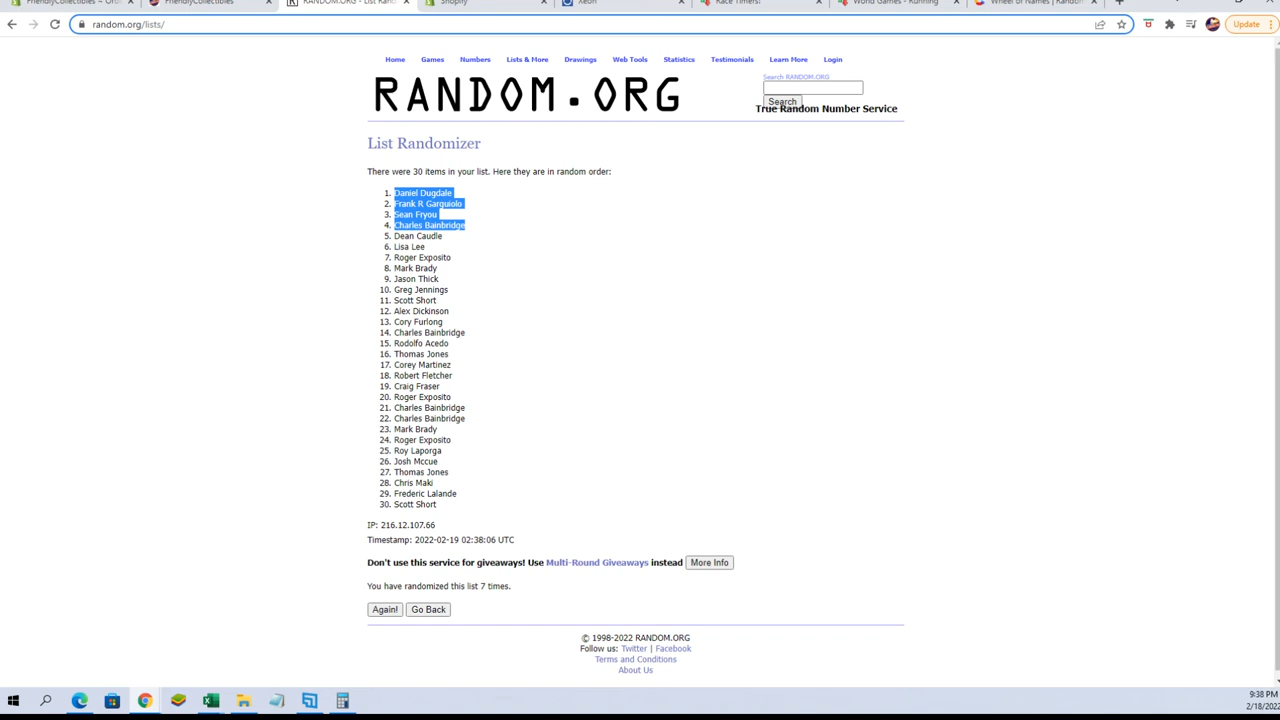 FriendlyCollectibles ~ Ord
FriendlyCollectibles
RANDOM.ORG - List Rand
Shopify
Xeon
Race Timers!
World Games - Running
Wheel of Names | Random
random.org/lists/
Update
Home Games Numbers Lists & More Drawings Web Tools Statistics Testimonials Learn More Login
RANDOM.ORG
Search RANDOM.ORG
Search
True Random Number Service
List Randomizer
There were 30 items in your list. Here they are in random order:
1. Daniel Dugdale
2. Frank R Garguiolo
3. Sean Fryou
4. Charles Bainbridge
5. Dean Caudle
6. Lisa Lee
7. Roger Exposito
8. Mark Brady
9. Jason Thick
10. Greg Jennings
11. Scott Short
12. Alex Dickinson
13. Cory Furlong
14. Charles Bainbridge
15. Rodolfo Acedo
16. Thomas Jones
17. Corey Martinez
18. Robert Fletcher
19. Craig Fraser
20. Roger Exposito
21. Charles Bainbridge
22. Charles Bainbridge
23. Mark Brady
24. Roger Exposito
25. Roy Laporga
26. Josh Mccue
27. Thomas Jones
28. Chris Maki
29. Frederic Lalande
30. Scott Short
IP: 216.12.107.66
Timestamp: 2022-02-19 02:38:06 UTC
Don't use this service for giveaways! Use Multi-Round Giveaways instead More Info
You have randomized this list 7 times.
Again! Go Back
© 1998-2022 RANDOM.ORG
Follow us: Twitter | Facebook
Terms and Conditions
About Us
9:38 PM
2/18/2022